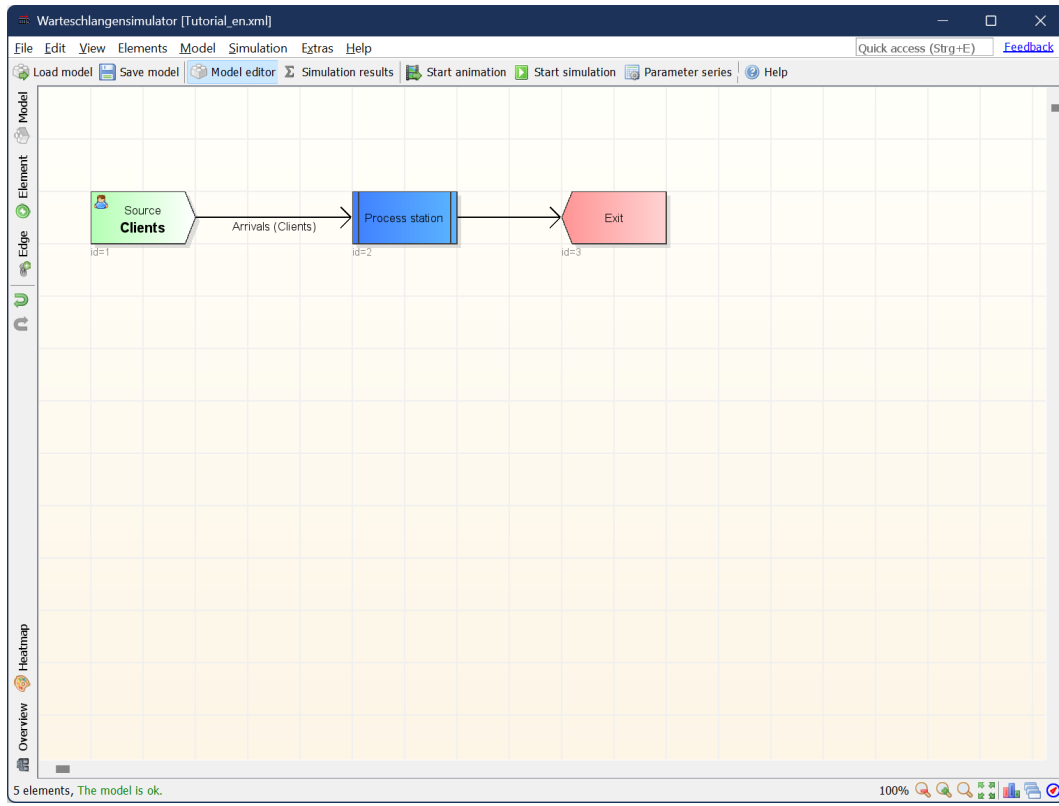 Warteschlangensimulator [Tutorial_en.xml]
File Edit View Elements Model Simulation Extras Help
Quick access (Strg+E) Feedback
Load model Save model Model editor Σ Simulation results Start animation Start simulation Parameter series Help
Model
Element
Edge
Source
Clients
id=1
Arrivals (Clients)
Process station
id=2
Exit
id=3
Heatmap
Overview
5 elements, The model is ok.
100%